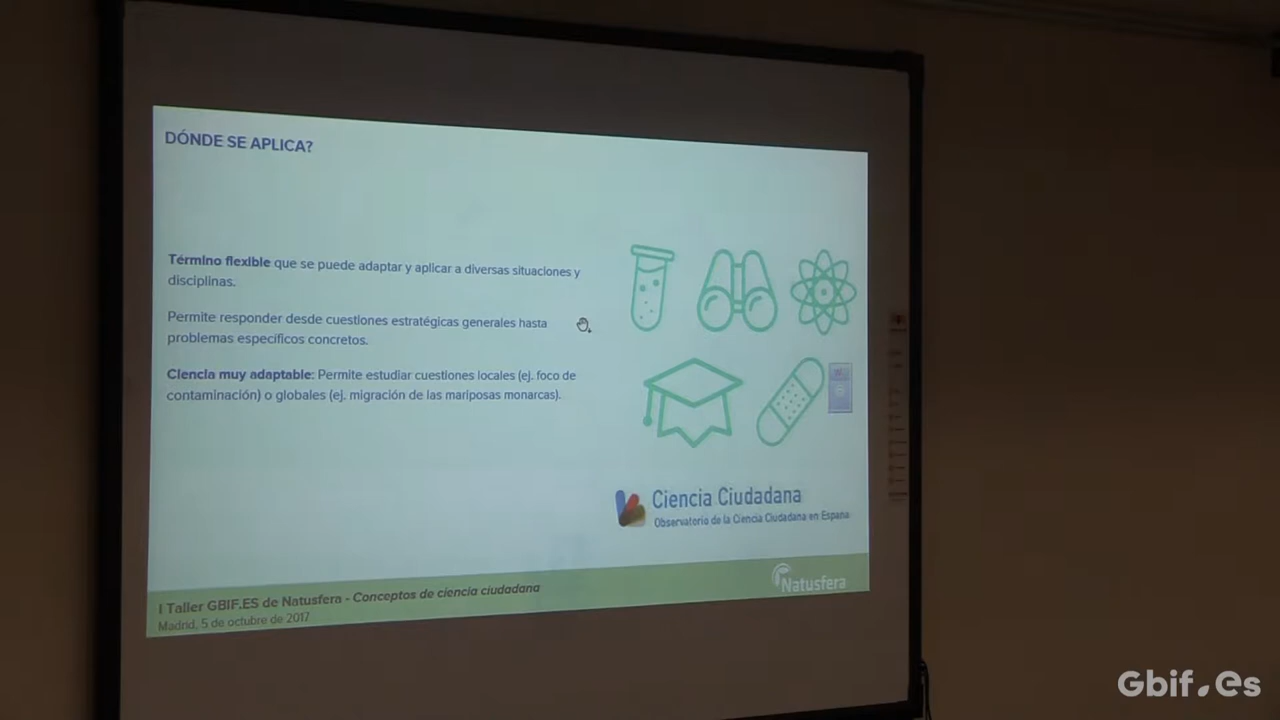 DÓNDE SE APLICA?
Término flexible que se puede adaptar y aplicar a diversas situaciones y
disciplinas.
Permite responder desde cuestiones estratégicas generales hasta
problemas específicos concretos.
Ciencia muy adaptable: Permite estudiar cuestiones locales (ej. foco de
contaminación) o globales (ej. migración de las mariposas monarcas).
Ciencia Ciudadana
Observatorio de la Ciencia Ciudadana en España
I Taller GBIF.ES de Natusfera - Conceptos de ciencia ciudadana
Madrid, 5 de octubre de 2017
Natusfera
Gbif.es